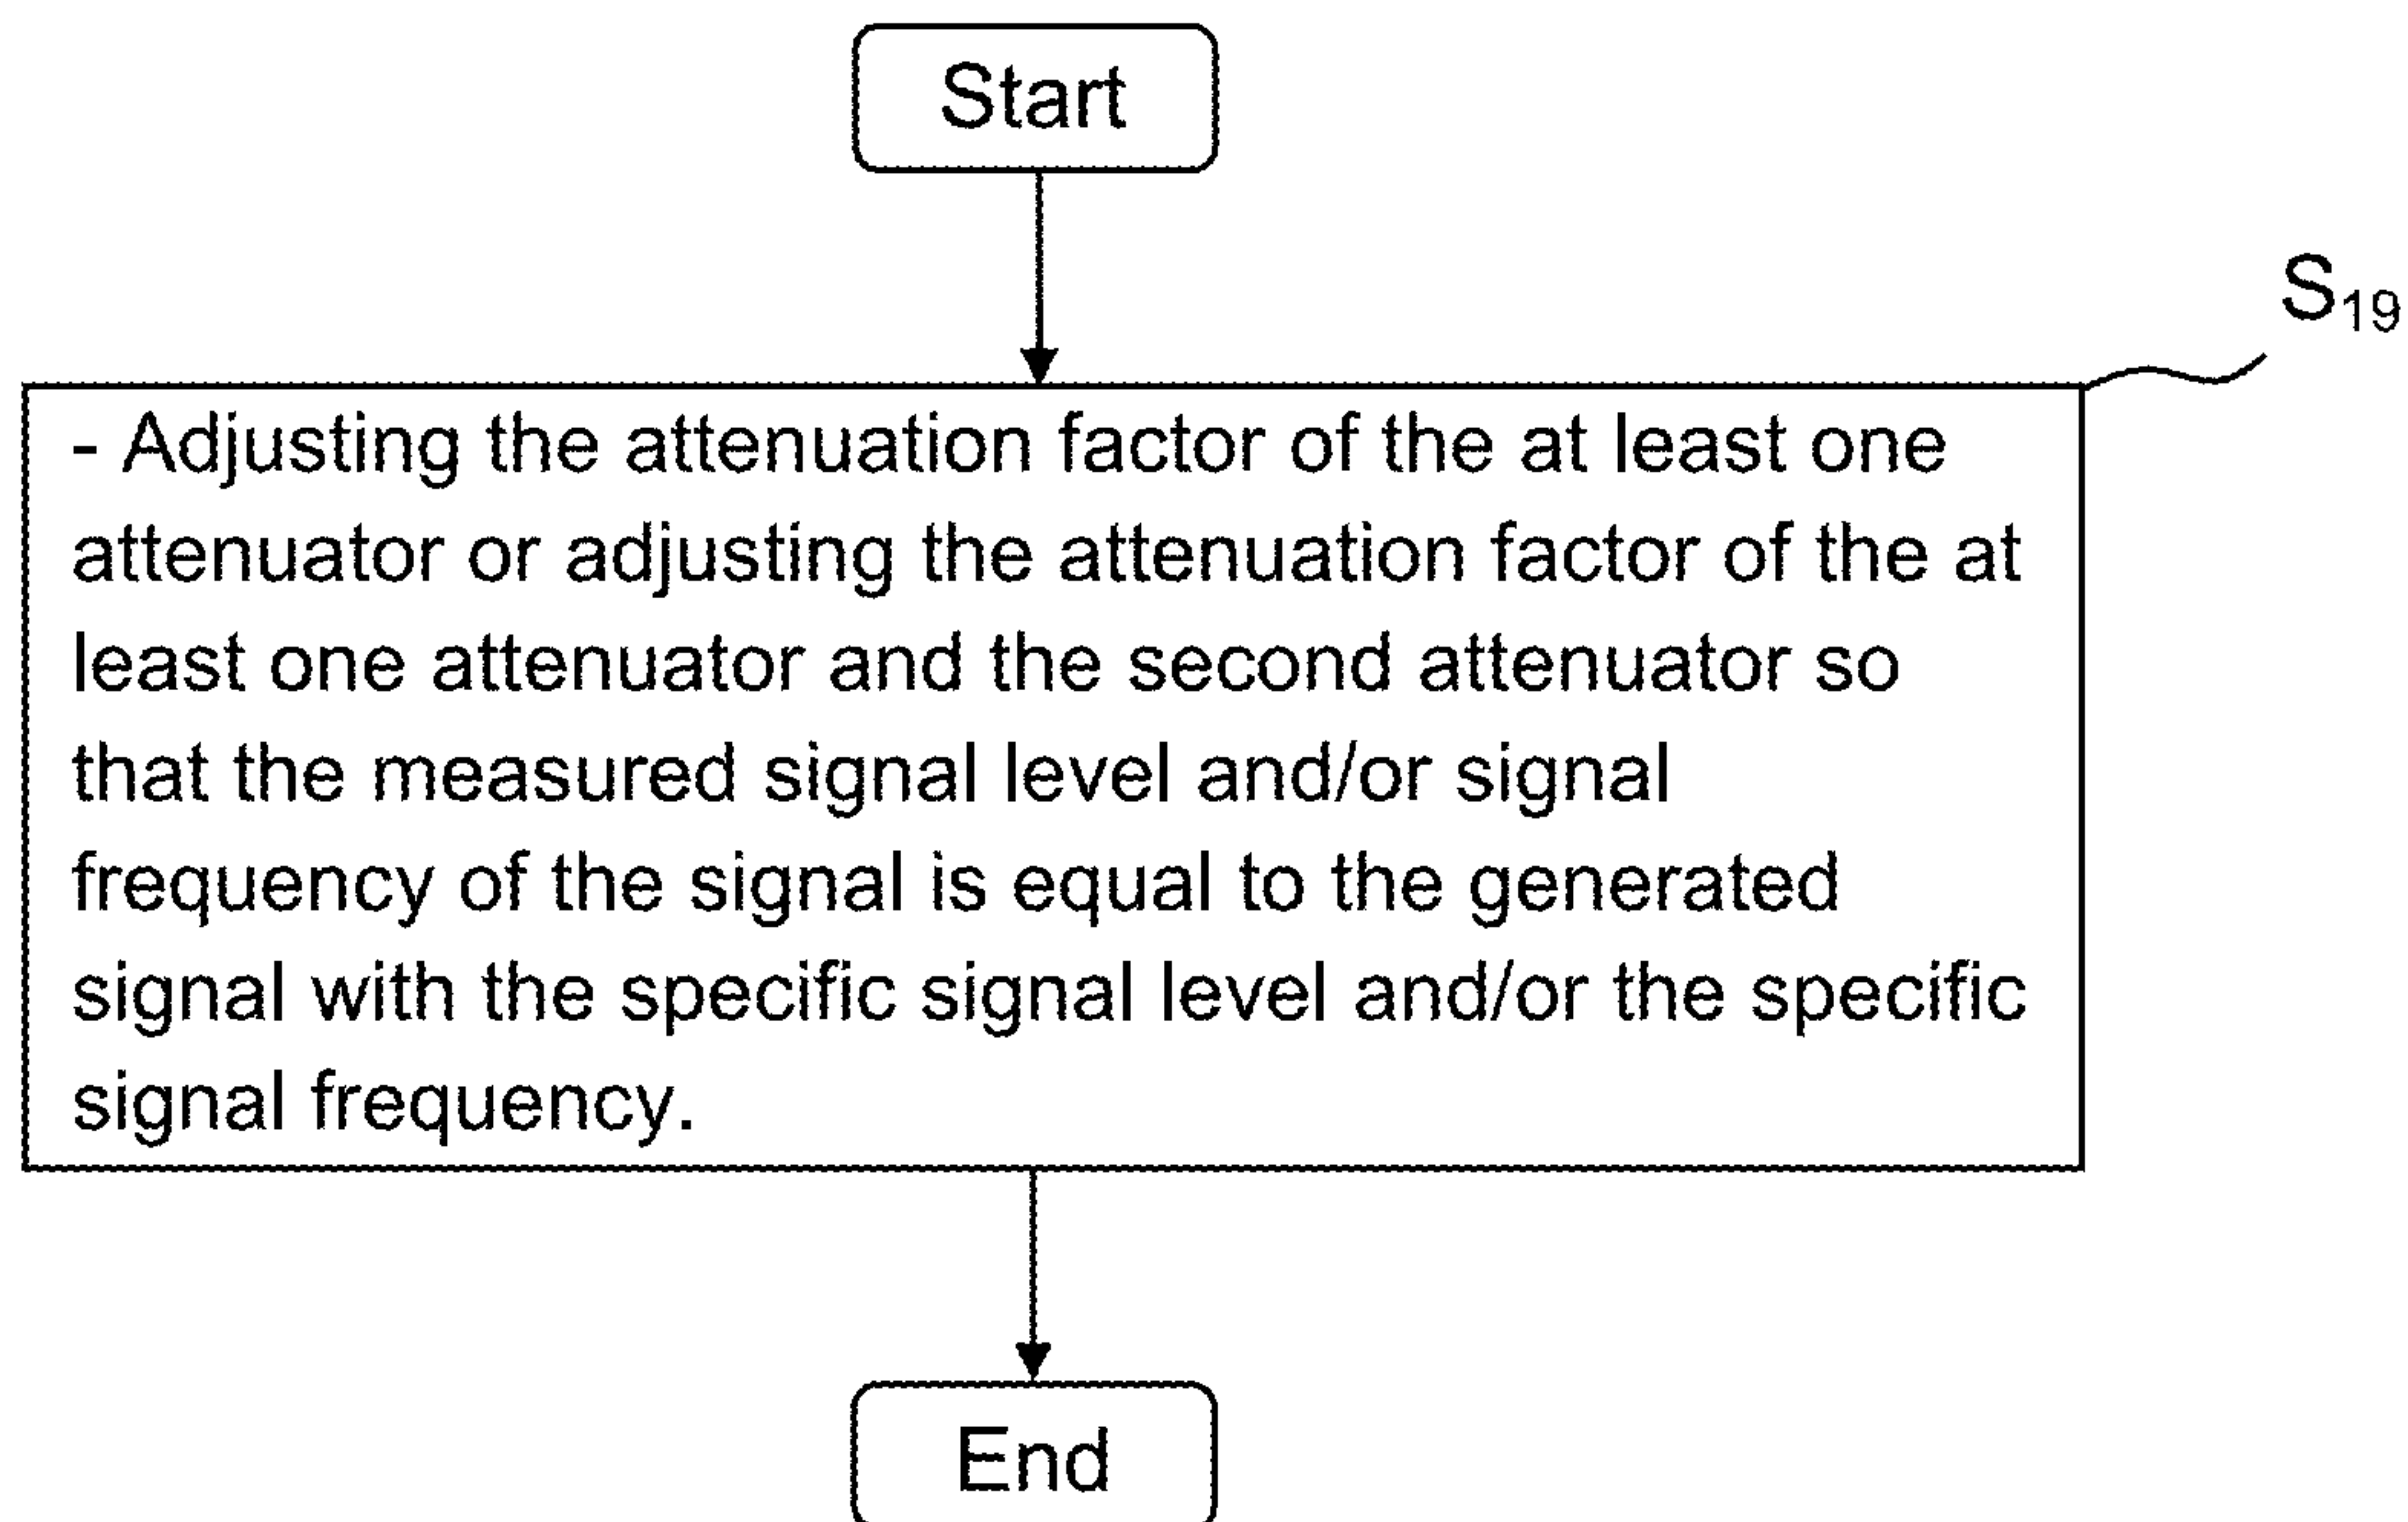 Start
S19
- Adjusting the attenuation factor of the at least one
attenuator or adjusting the attenuation factor of the at
least one attenuator and the second attenuator so
that the measured signal level and/or signal
frequency of the signal is equal to the generated
signal with the specific signal level and/or the specific
signal frequency.
End